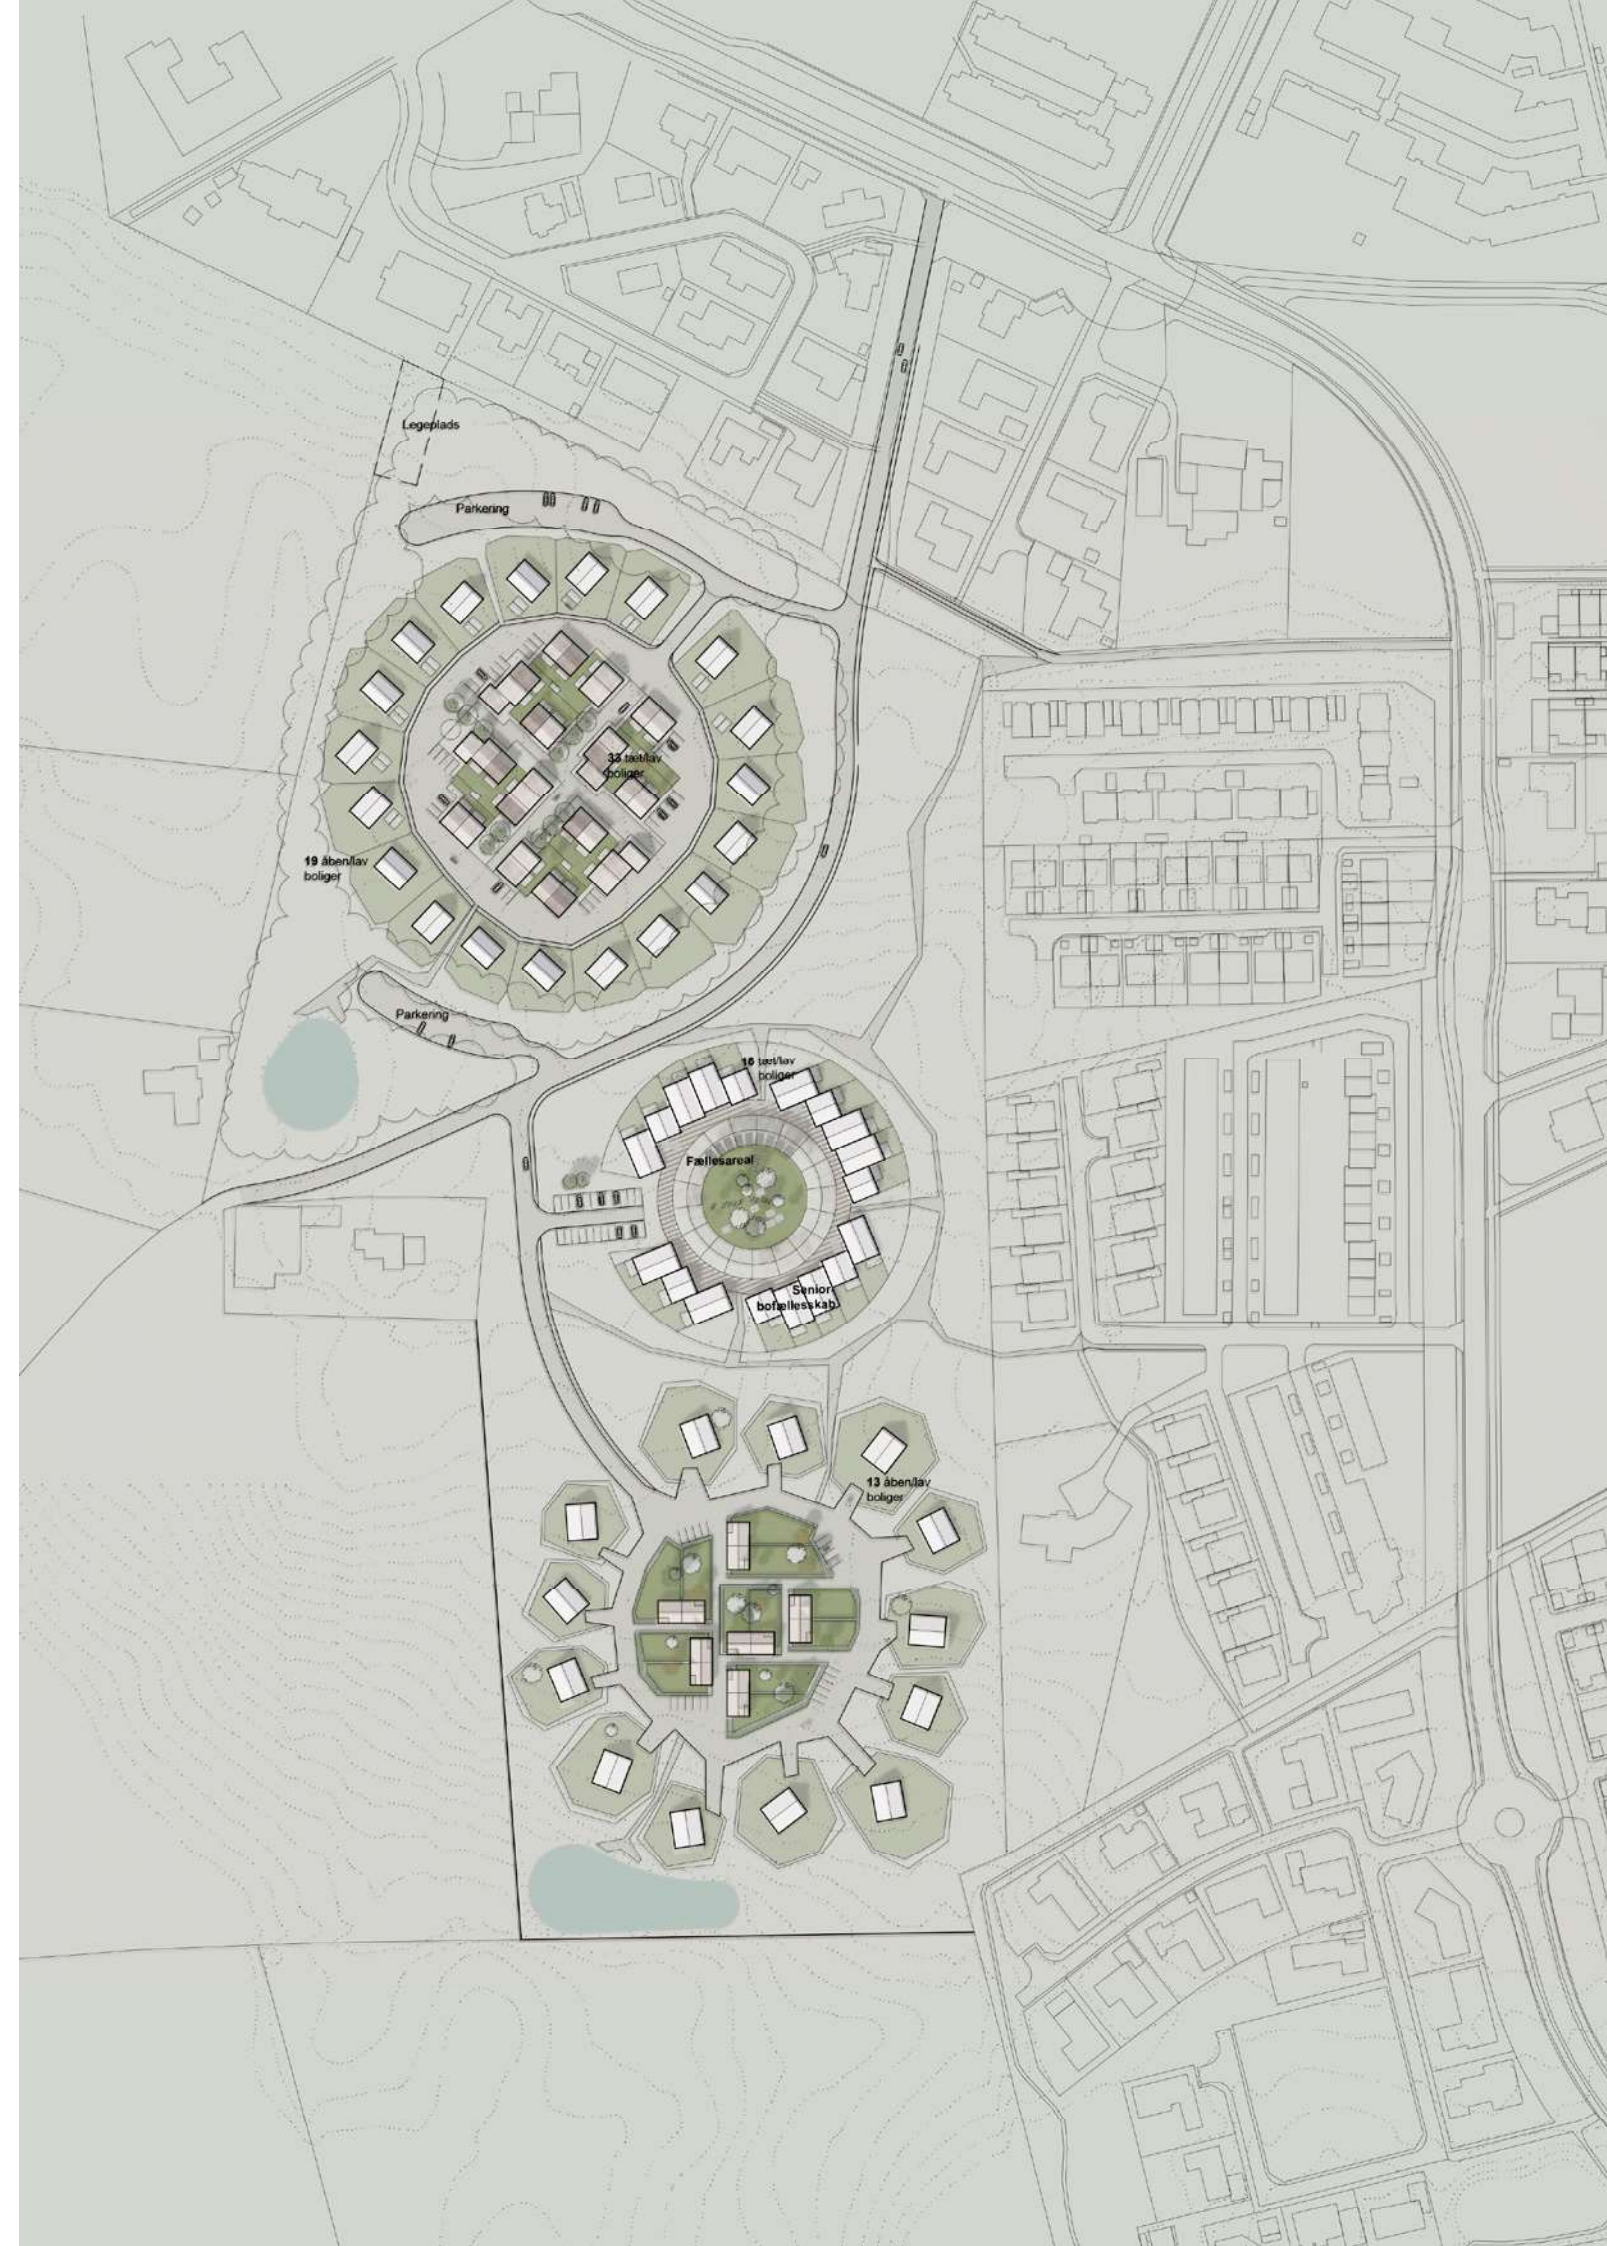 Legeplads
Parkering
33 tæt/lav
boliger
19 åben/lav
boliger
Parkering
16 tæt/lav
boliger
Fællesareal
Senior
bofællesskab
13 åben/lav
boliger